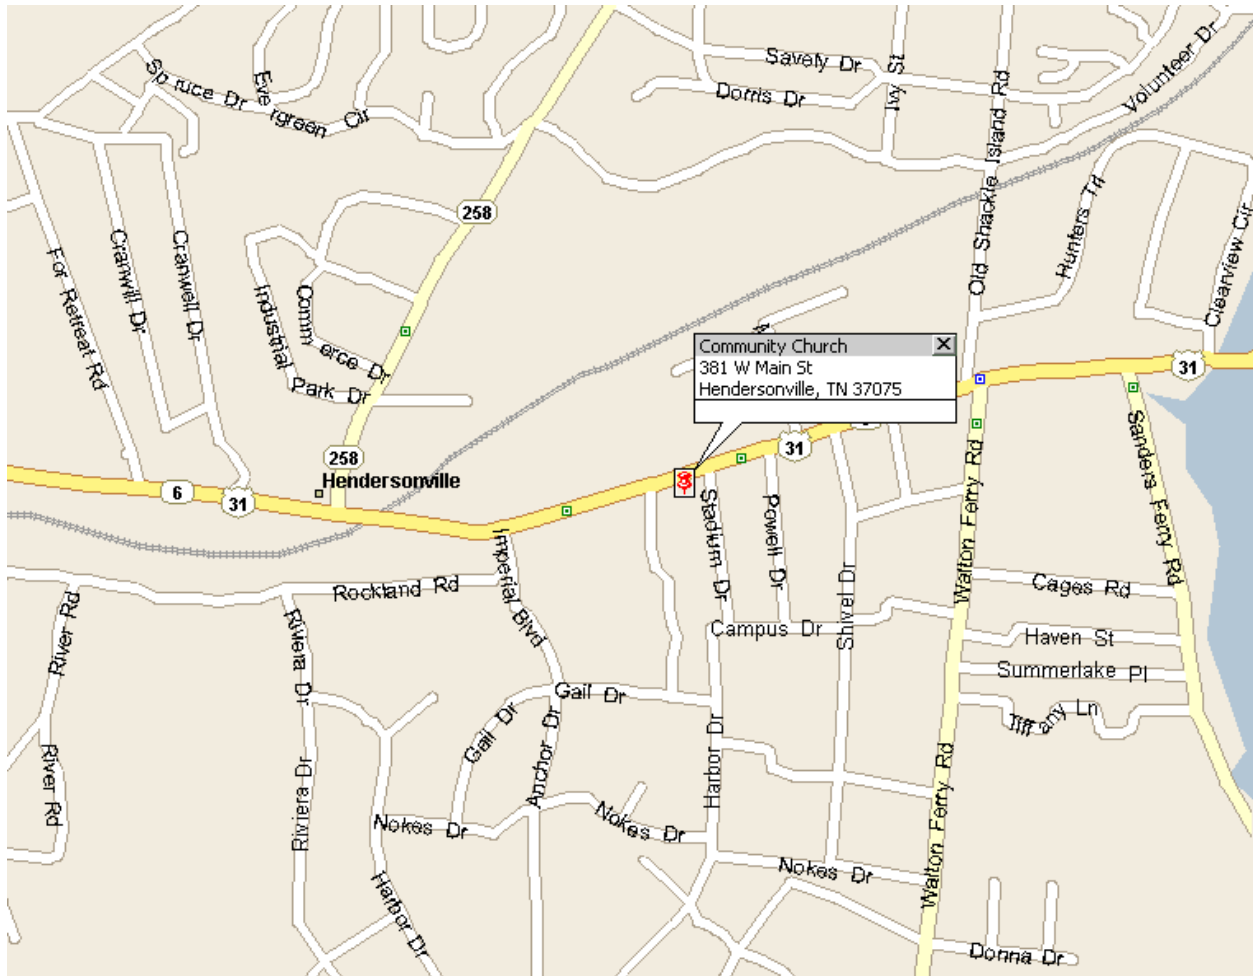 Savely Dr
Ivy St
Volunteer Dr
Spruce Dr
Evergreen Cir
Dorris Dr
Old Shackle Island Rd
258
Hunters Trl
Clearview Cir
For Retreat Rd
Cranwill Dr
Cranwell Dr
Industrial Park Dr
Commerce Dr
Community Church
381 W Main St
Hendersonville, TN 37075
31
258
Hendersonville
6
31
31
Sanders Ferry Rd
Stadium Dr
Powell Dr
Walton Ferry Rd
Imperial Blvd
Rockland Rd
River Rd
Riviera Dr
Campus Dr
Shivel Dr
Cages Rd
Haven St
Summerlake Pl
Tiffany Ln
Gail Dr
Gail Dr
Anchor Dr
Harbor Dr
River Rd
Riviera Dr
Walton Ferry Rd
Nokes Dr
Nokes Dr
Nokes Dr
Harbor Dr
Donna Dr